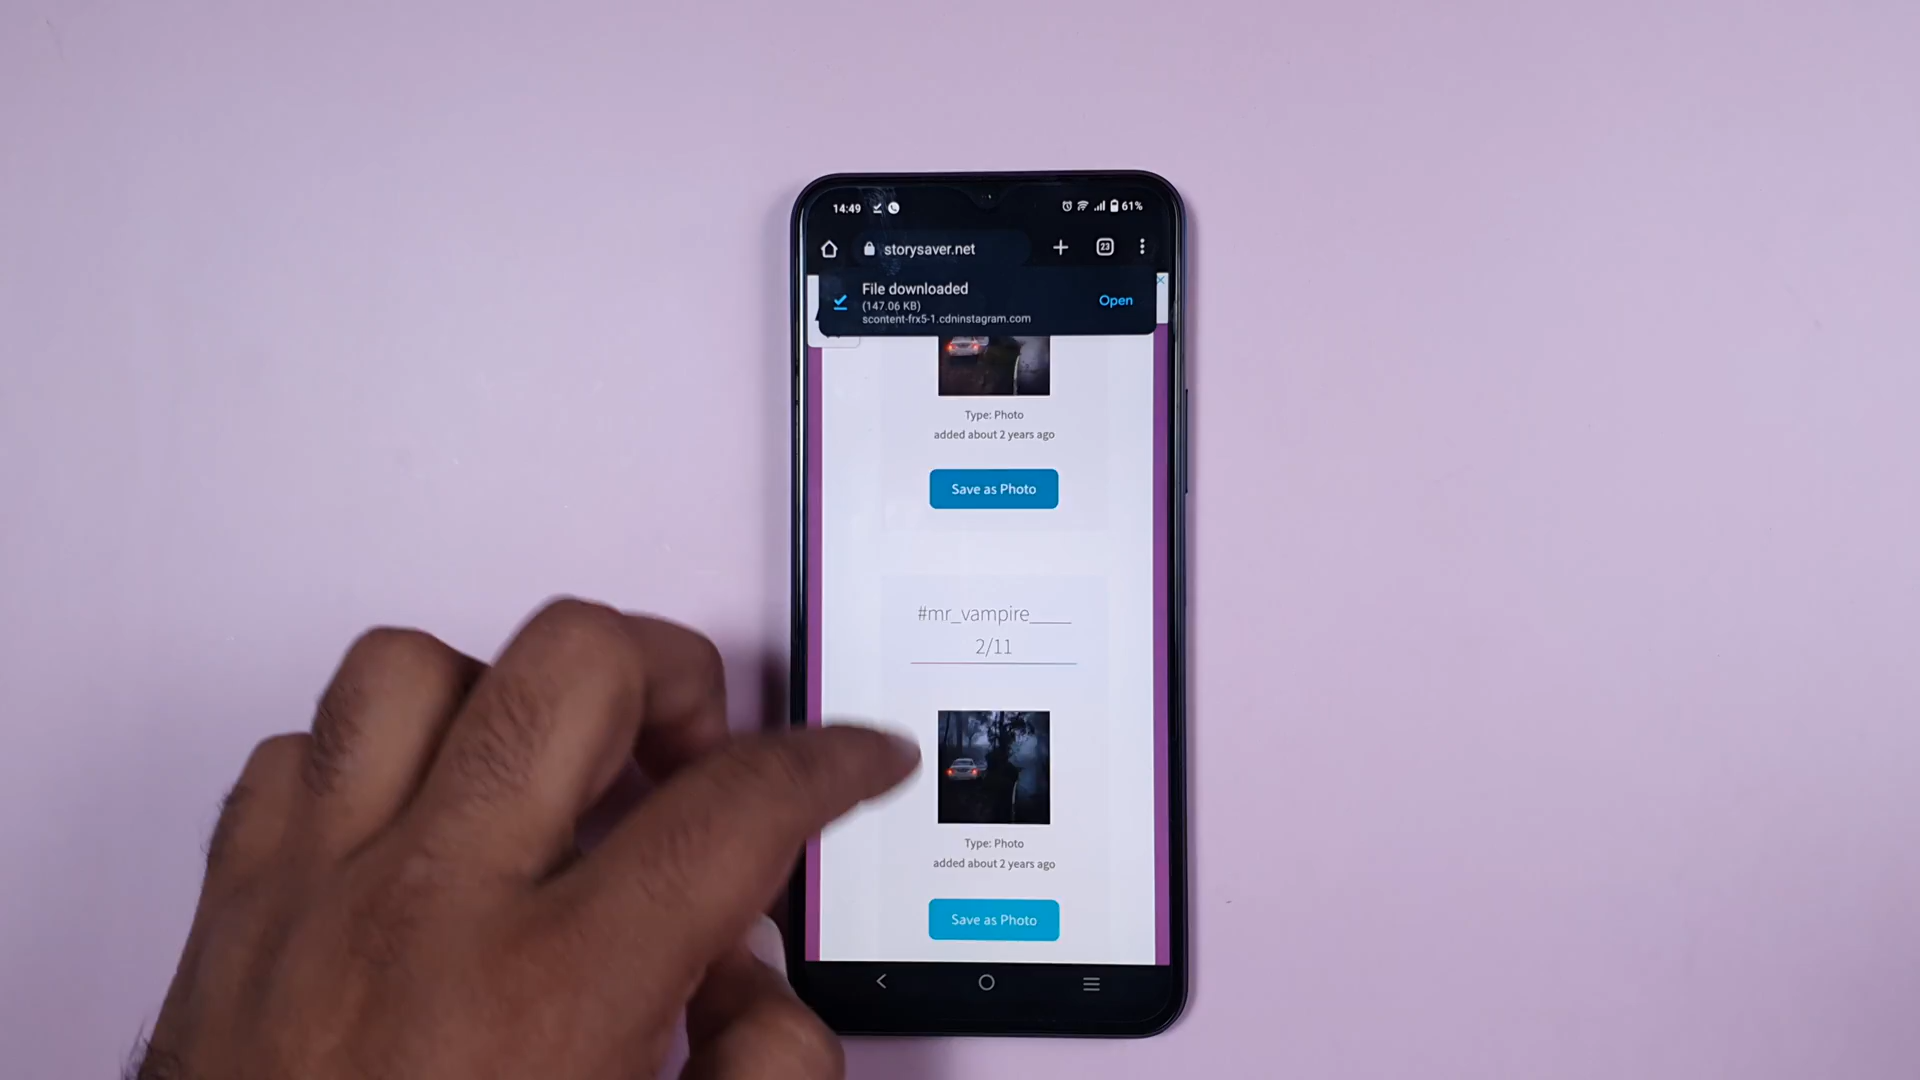 14:49
61%
storysaver.net
23
File downloaded
(147.06 KB)
Open
scontent-frx5-1.cdninstagram.com
Type: Photo
added about 2 years ago
Save as Photo
#mr_vampire____
2/11
Type: Photo
added about 2 years ago
Save as Photo